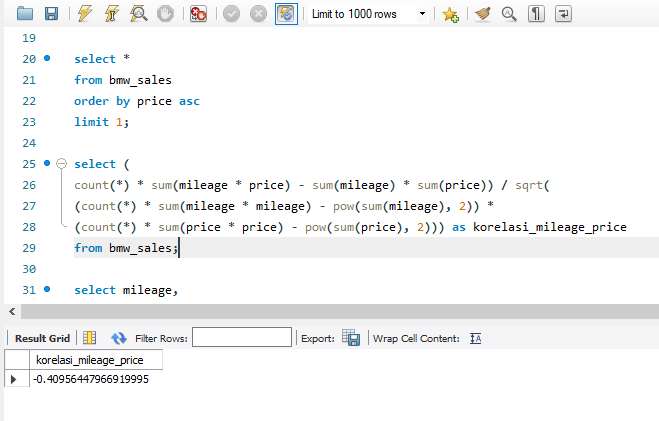 Limit to 1000 rows
19
20 select *
21 from bmw_sales
22 order by price asc
23 limit 1;
24
25 select (
26 count(*) * sum(mileage * price) - sum(mileage) * sum(price)) / sqrt(
27 (count(*) * sum(mileage * mileage) - pow(sum(mileage), 2)) *
28 (count(*) * sum(price * price) - pow(sum(price), 2))) as korelasi_mileage_price
29 from bmw_sales;
30
31 select mileage,
Result Grid Filter Rows: Export: Wrap Cell Content:
korelasi_mileage_price
-0.40956447966919995